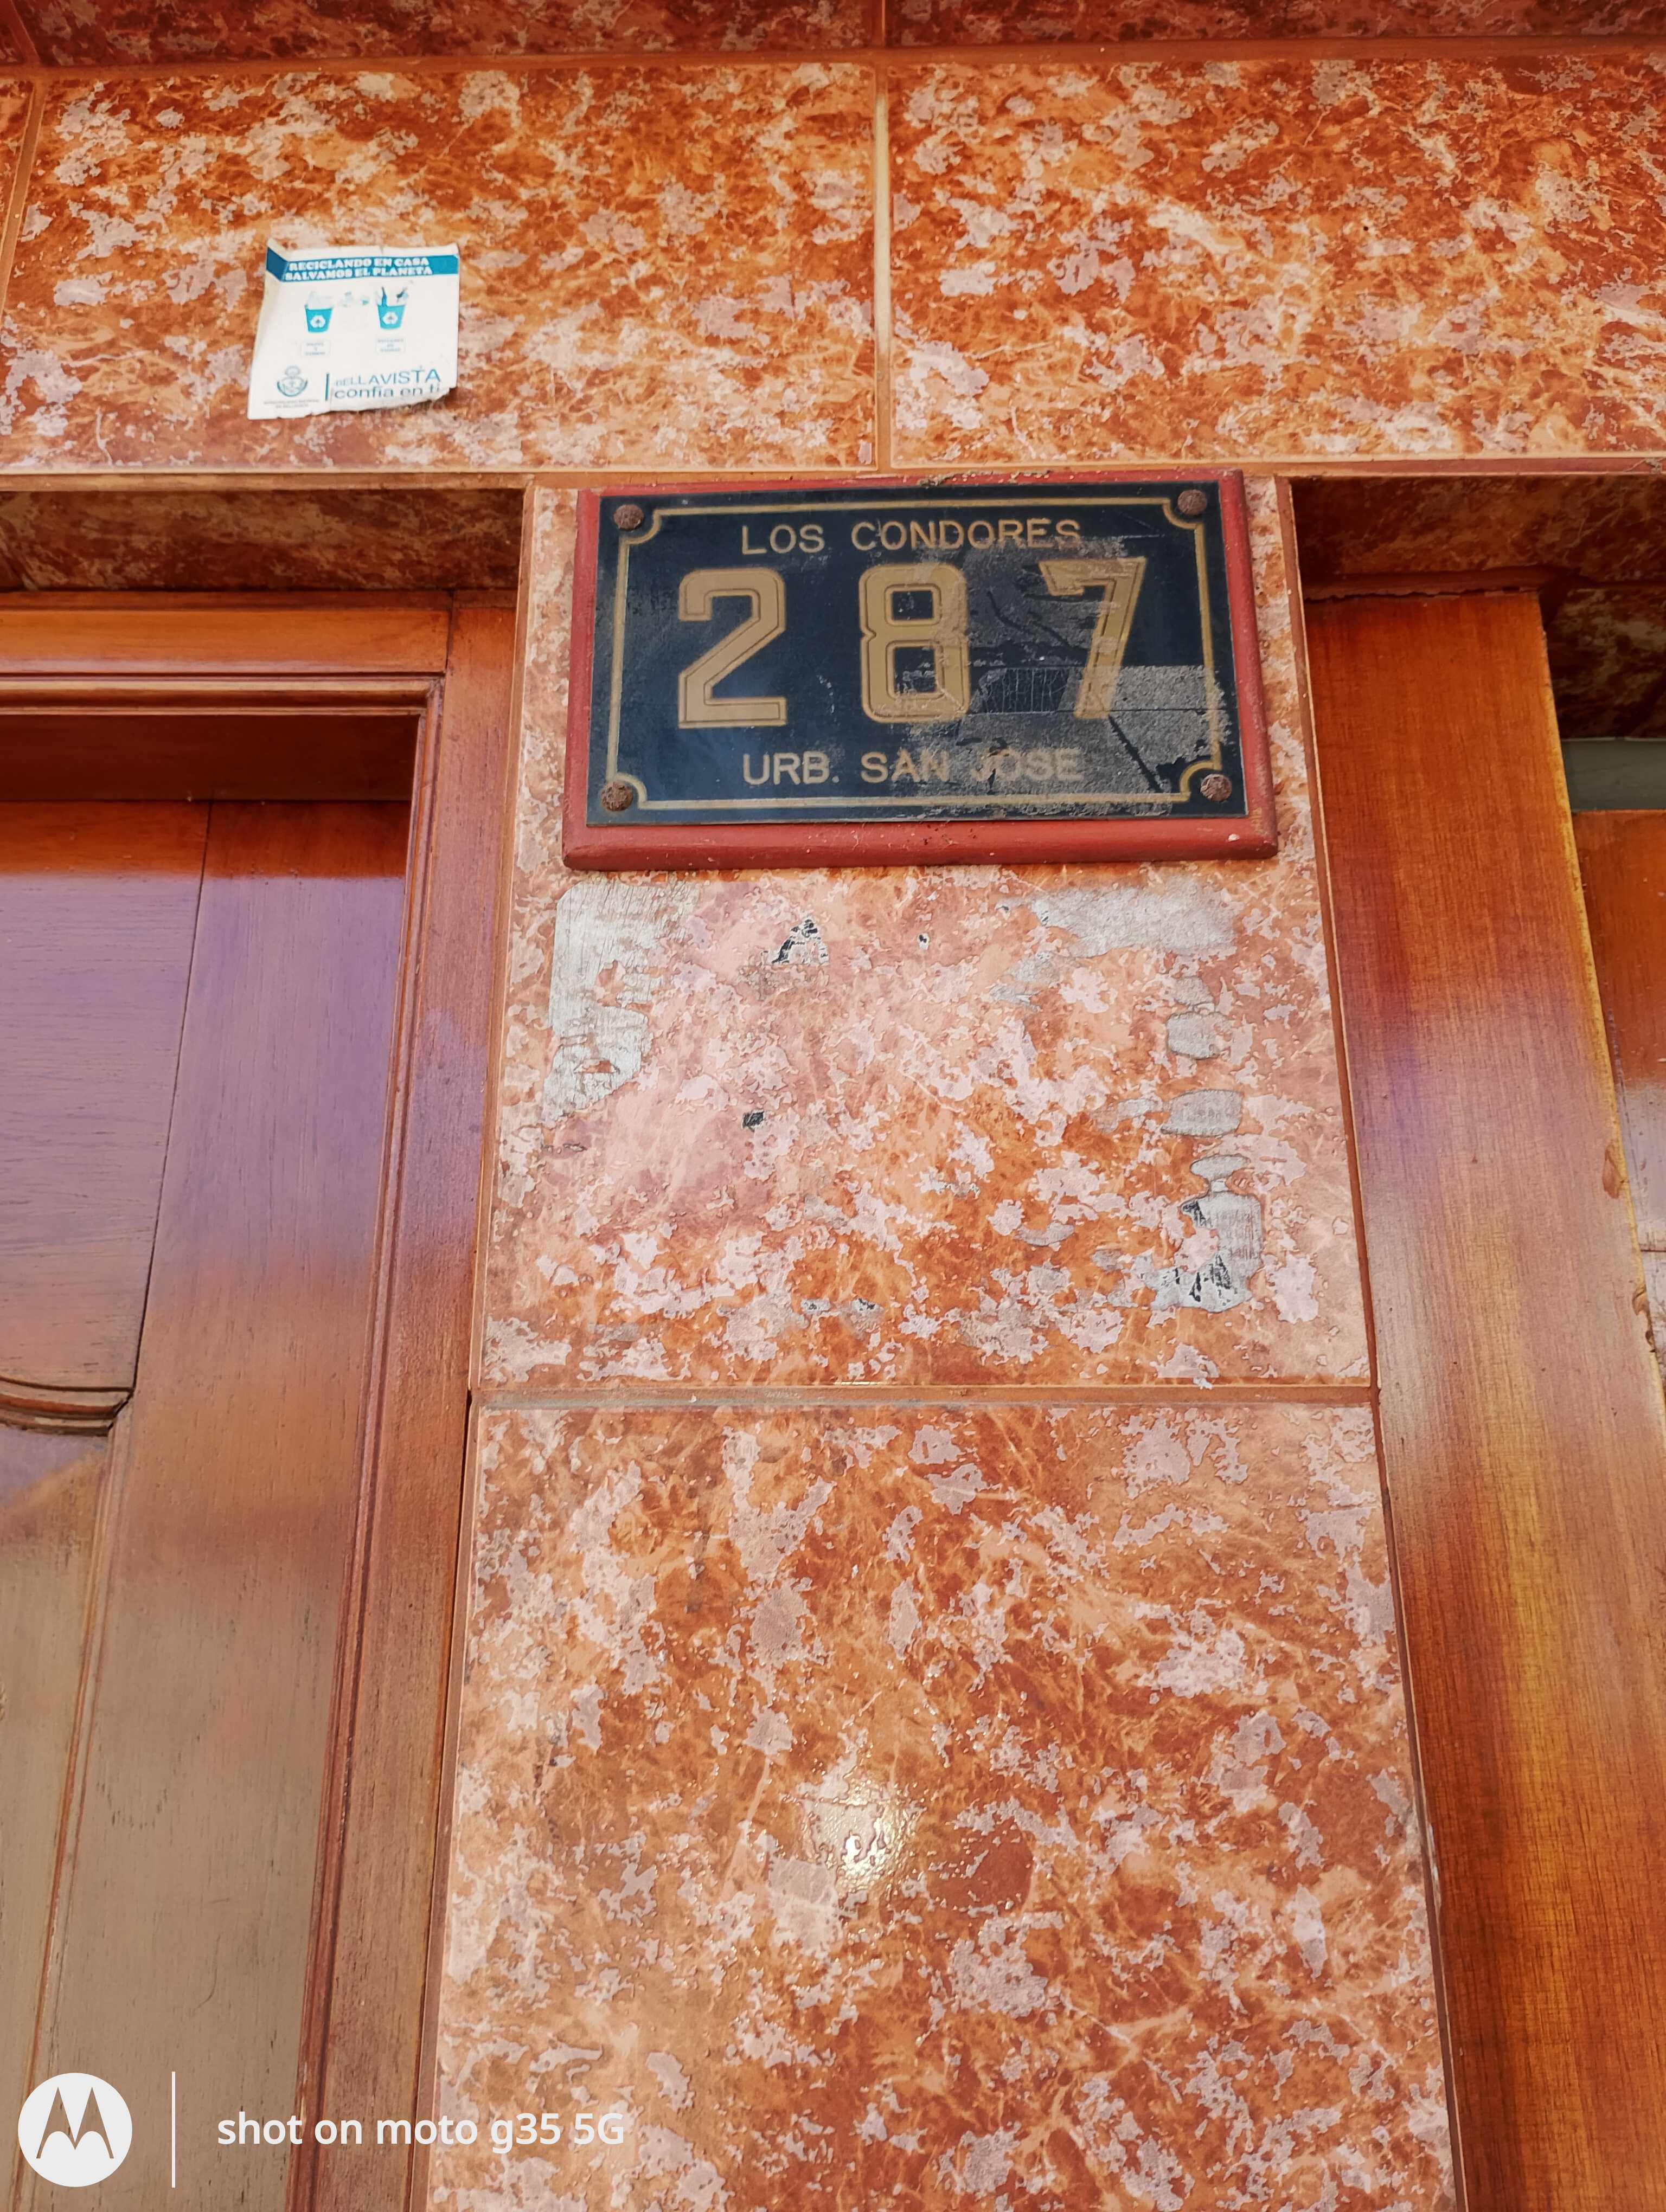 RECICLANDO EN CASA
SALVAMOS EL PLANETA
BELLAVISTA
confía en ti
LOS CONDORES
287
URB. SAN JOSE
shot on moto g35 5G